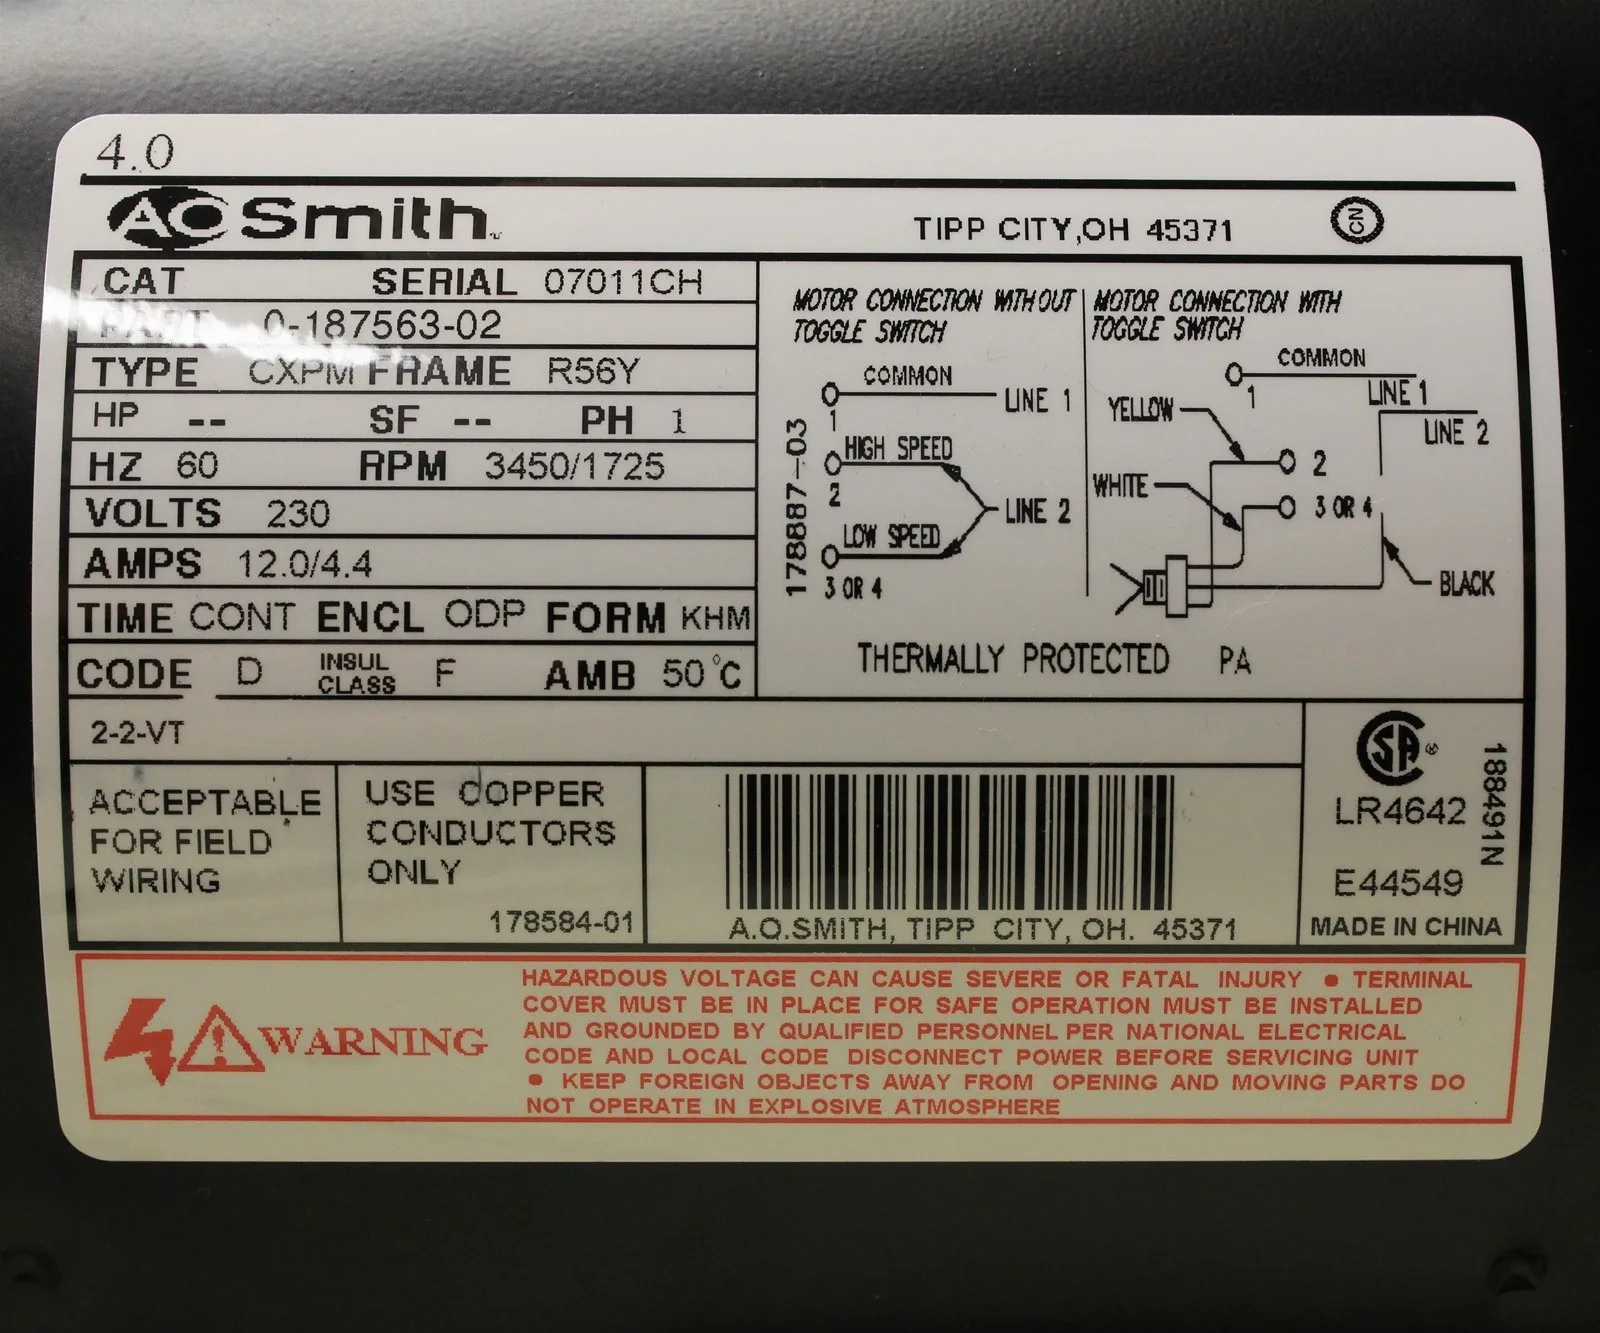 4.0
AO Smith
TIPP CITY,OH 45371
CN
CAT SERIAL 07011CH
PART 0-187563-02
TYPE CXPM FRAME R56Y
HP -- SF -- PH 1
HZ 60 RPM 3450/1725
VOLTS 230
AMPS 12.0/4.4
TIME CONT ENCL ODP FORM KHM
CODE D INSUL CLASS F AMB 50°C
MOTOR CONNECTION WITHOUT
TOGGLE SWITCH
COMMON
LINE 1
1
HIGH SPEED
2
LINE 2
LOW SPEED
3 OR 4
178887-03
MOTOR CONNECTION WITH
TOGGLE SWITCH
COMMON
1
LINE 1
YELLOW
LINE 2
2
WHITE
3 OR 4
BLACK
THERMALLY PROTECTED PA
2-2-VT
ACCEPTABLE
FOR FIELD
WIRING
USE COPPER
CONDUCTORS
ONLY
178584-01
A.O.SMITH, TIPP CITY, OH. 45371
SA ®
LR4642
E44549
188491N
MADE IN CHINA
WARNING
HAZARDOUS VOLTAGE CAN CAUSE SEVERE OR FATAL INJURY • TERMINAL
COVER MUST BE IN PLACE FOR SAFE OPERATION MUST BE INSTALLED
AND GROUNDED BY QUALIFIED PERSONNEL PER NATIONAL ELECTRICAL
CODE AND LOCAL CODE DISCONNECT POWER BEFORE SERVICING UNIT
• KEEP FOREIGN OBJECTS AWAY FROM OPENING AND MOVING PARTS DO
NOT OPERATE IN EXPLOSIVE ATMOSPHERE